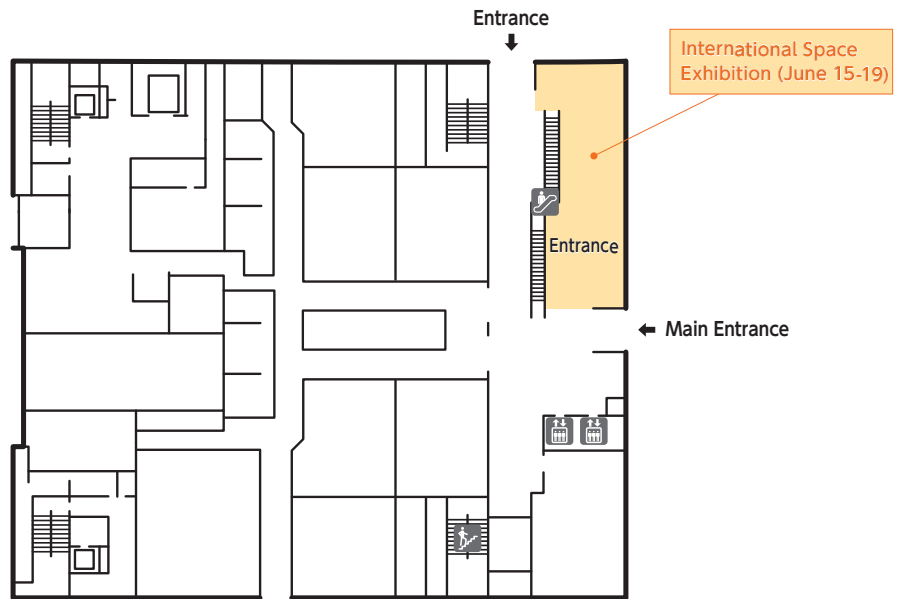 Entrance
International Space
Exhibition (June 15-19)
Entrance
Main Entrance